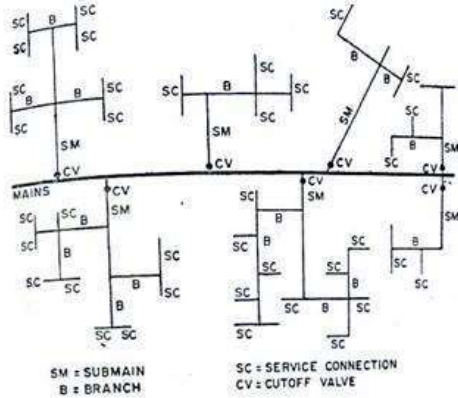 SC B SC SC
SC SC
SC B B
SC SC SC SC SC
B B B
SC SC SC SC SC
SM SM SM SC B SM
SC
CV CV CV CV
MAINS CV CV CV
SC SC SM SC SM SM
B B
SC SC B SC SC SC
B B SC SC SC
SC SC SC SC SC B
B SC B SC
SC SC SC SC
SM = SUBMAIN
B = BRANCH
SC = SERVICE CONNECTION
CV = CUTOFF VALVE